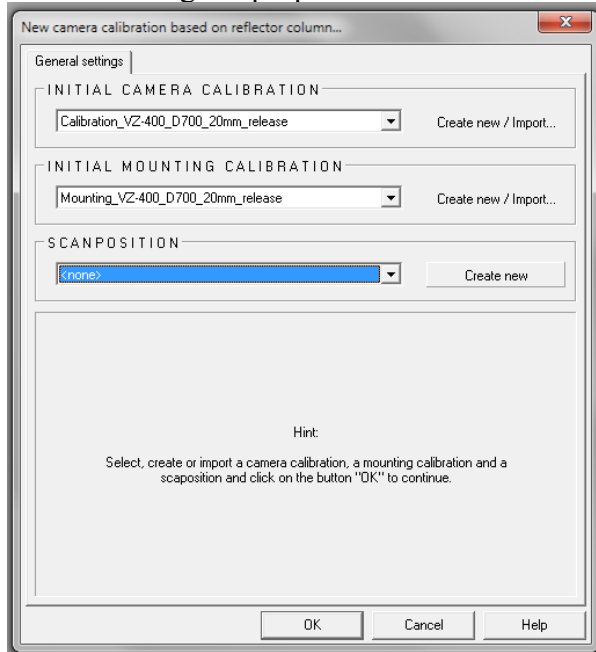 New camera calibration based on reflector column...
General settings
INITIAL CAMERA CALIBRATION
Calibration_VZ-400_D700_20mm_release Create new / Import...
INITIAL MOUNTING CALIBRATION
Mounting_VZ-400_D700_20mm_release Create new / Import...
SCANPOSITION
<none> Create new
Hint:
Select, create or import a camera calibration, a mounting calibration and a
scaposition and click on the button "OK" to continue.
OK Cancel Help